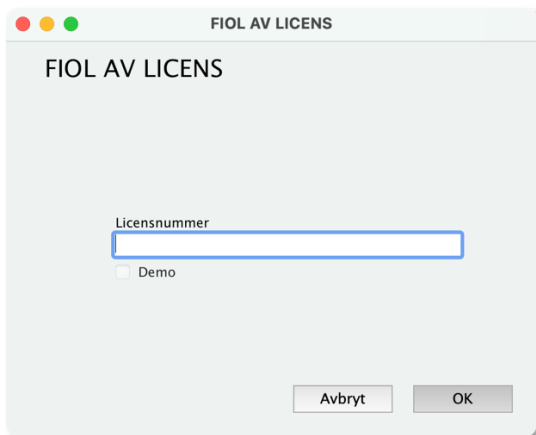 FIOL AV LICENS
FIOL AV LICENS
Licensnummer
Demo
Avbryt
OK